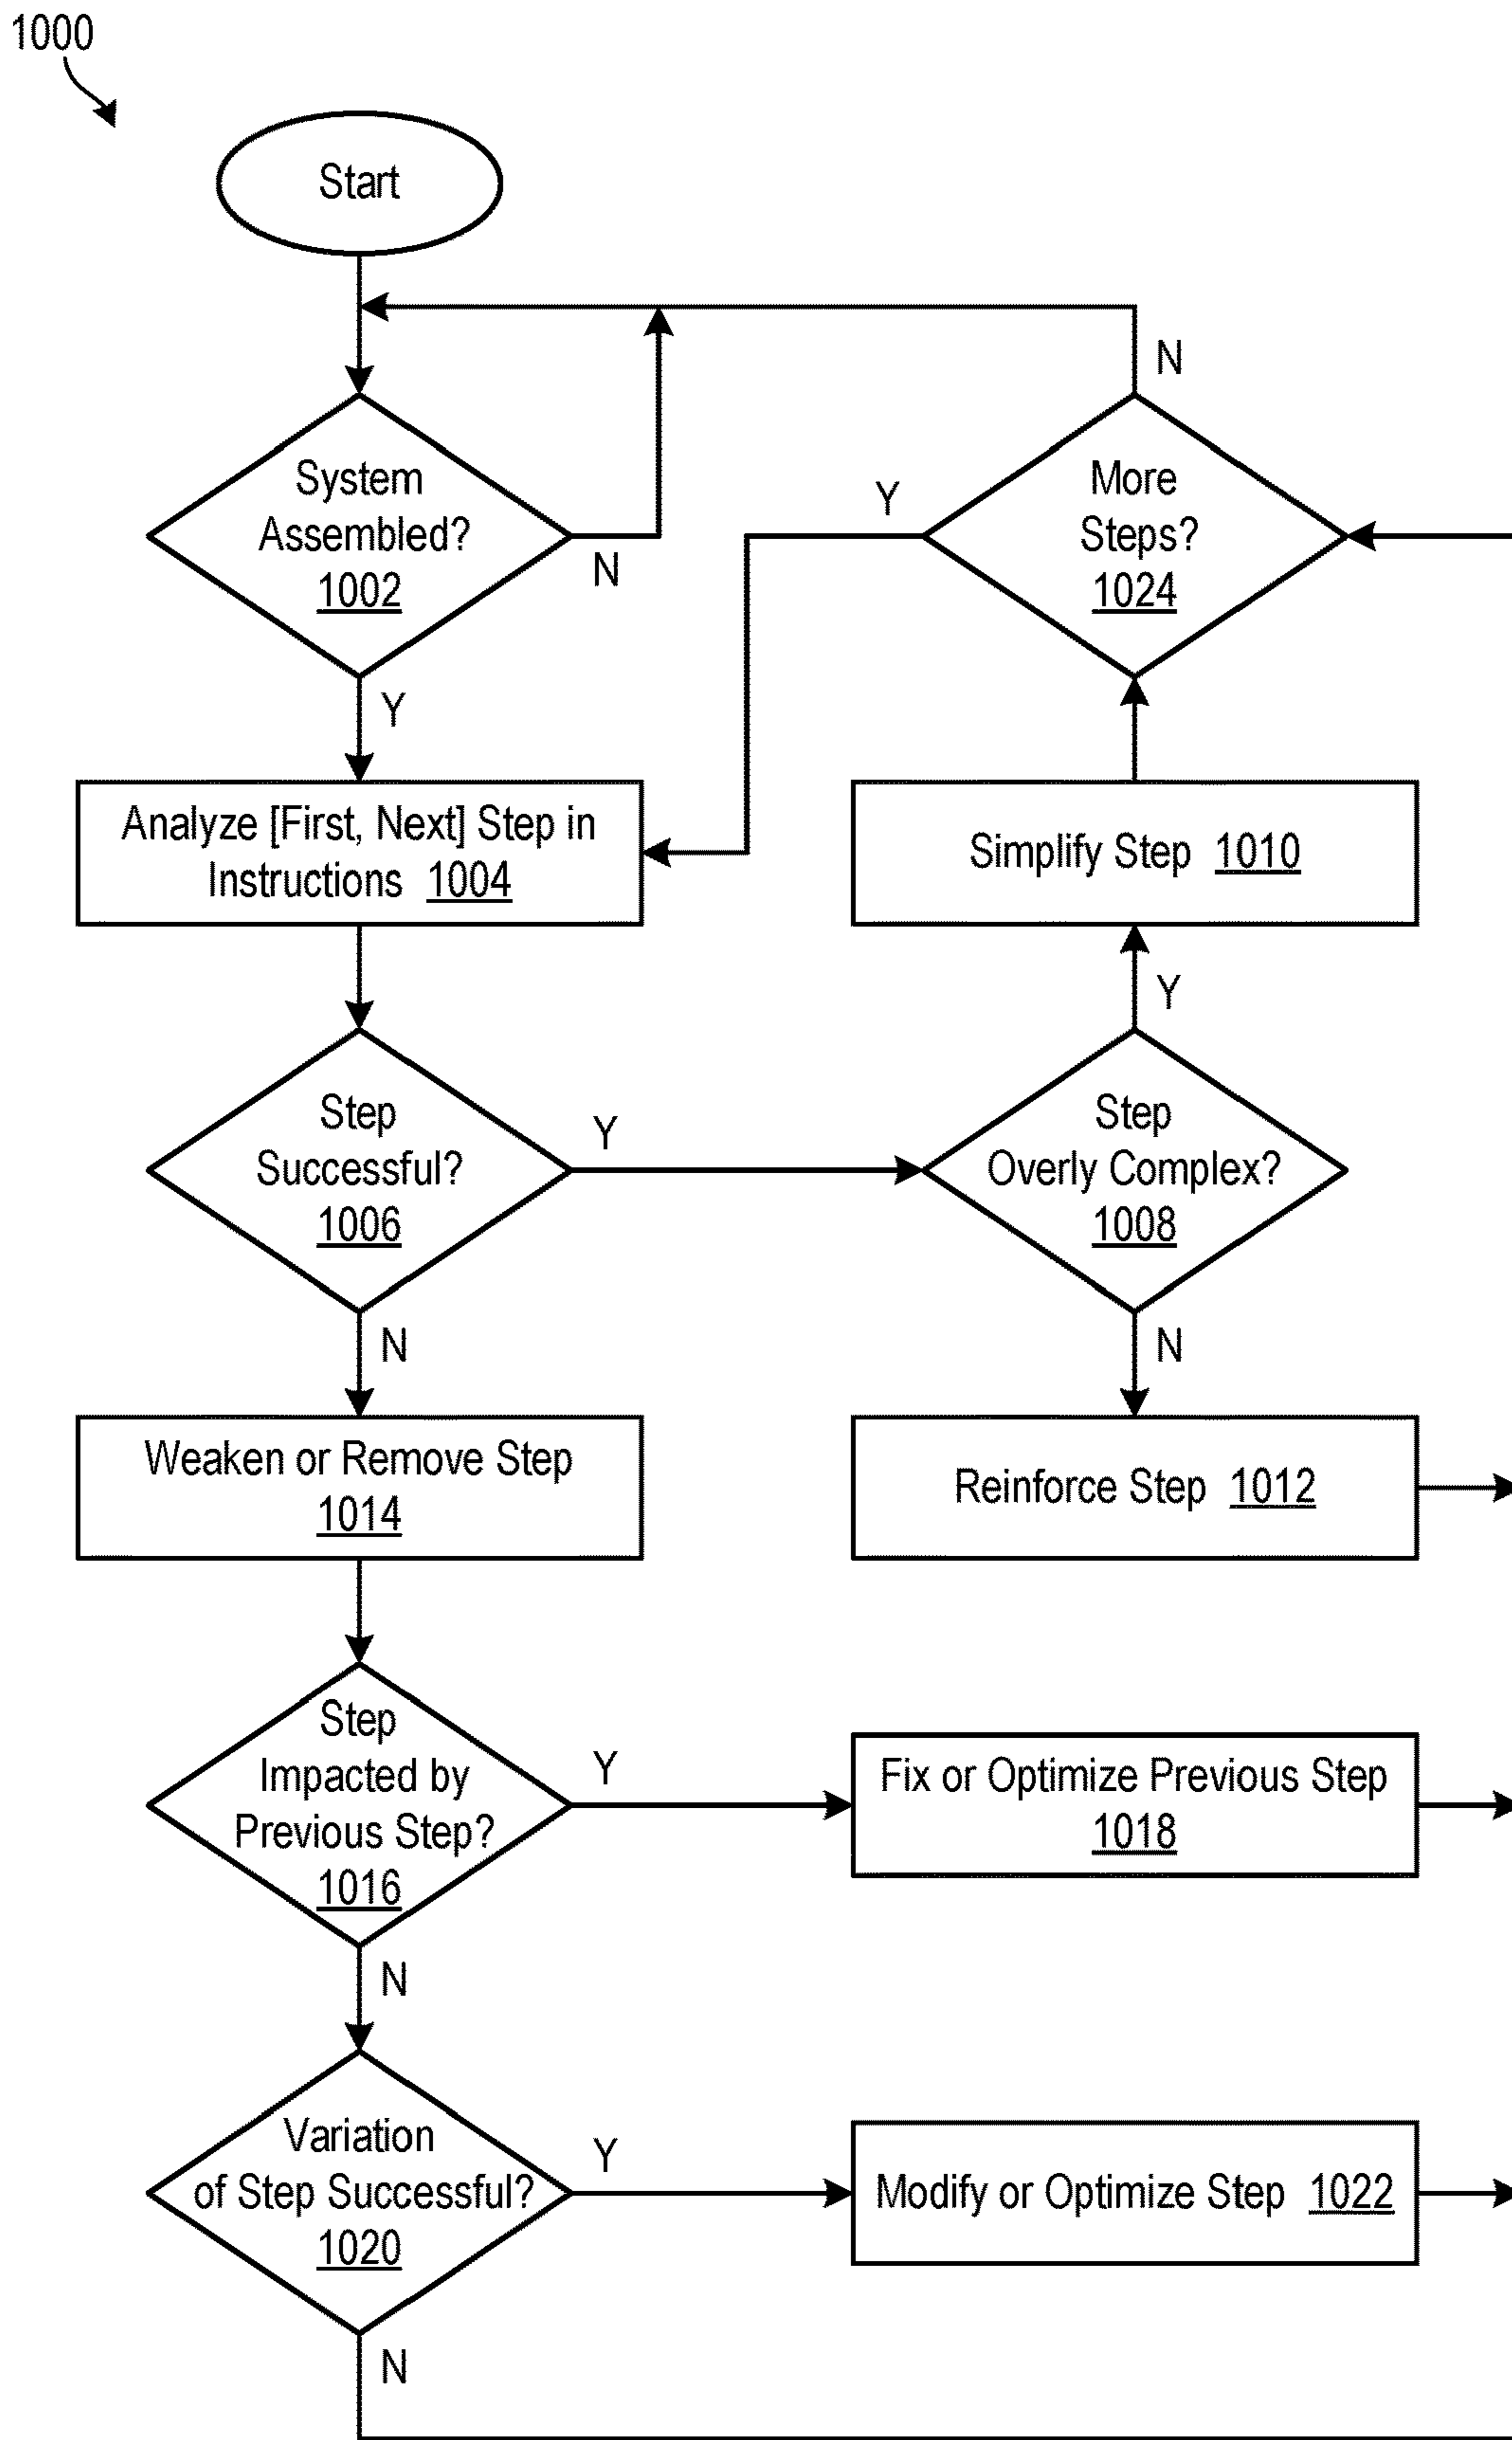 1000
Start
N
System
Assembled?
1002
N
Y
More
Steps?
1024
Y
Analyze [First, Next] Step in
Instructions 1004
Simplify Step 1010
Y
Step
Successful?
1006
Y
Step
Overly Complex?
1008
N
N
Weaken or Remove Step
1014
Reinforce Step 1012
Step
Impacted by
Previous Step?
1016
Y
Fix or Optimize Previous Step
1018
N
Variation
of Step Successful?
1020
Y
Modify or Optimize Step 1022
N